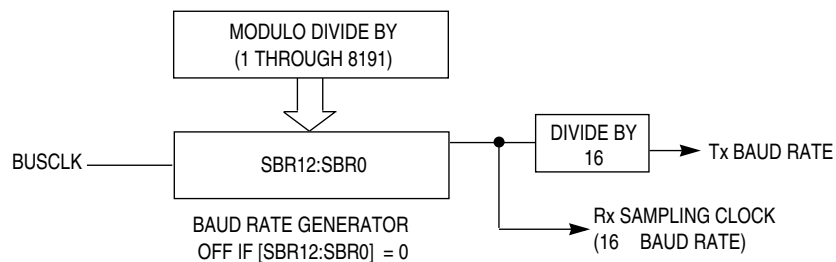 MODULO DIVIDE BY
(1 THROUGH 8191)
BUSCLK
SBR12:SBR0
DIVIDE BY
16
Tx BAUD RATE
BAUD RATE GENERATOR
OFF IF [SBR12:SBR0] = 0
Rx SAMPLING CLOCK
(16 BAUD RATE)